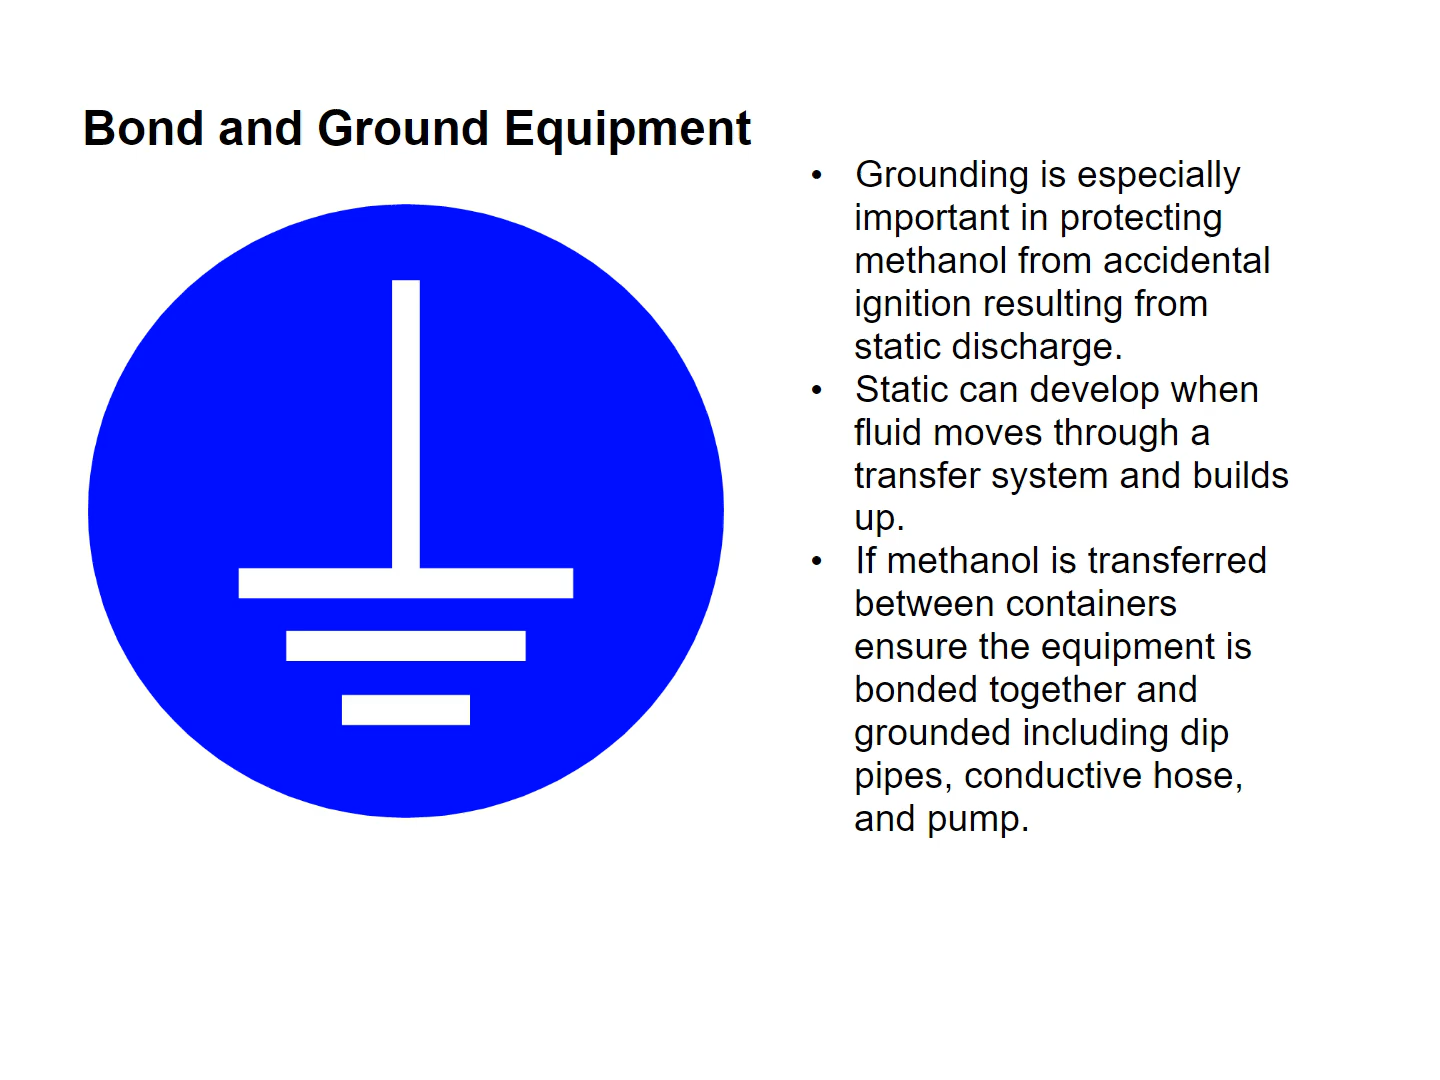 Bond and Ground Equipment
• Grounding is especially
important in protecting
methanol from accidental
ignition resulting from
static discharge.
• Static can develop when
fluid moves through a
transfer system and builds
up.
• If methanol is transferred
between containers
ensure the equipment is
bonded together and
grounded including dip
pipes, conductive hose,
and pump.